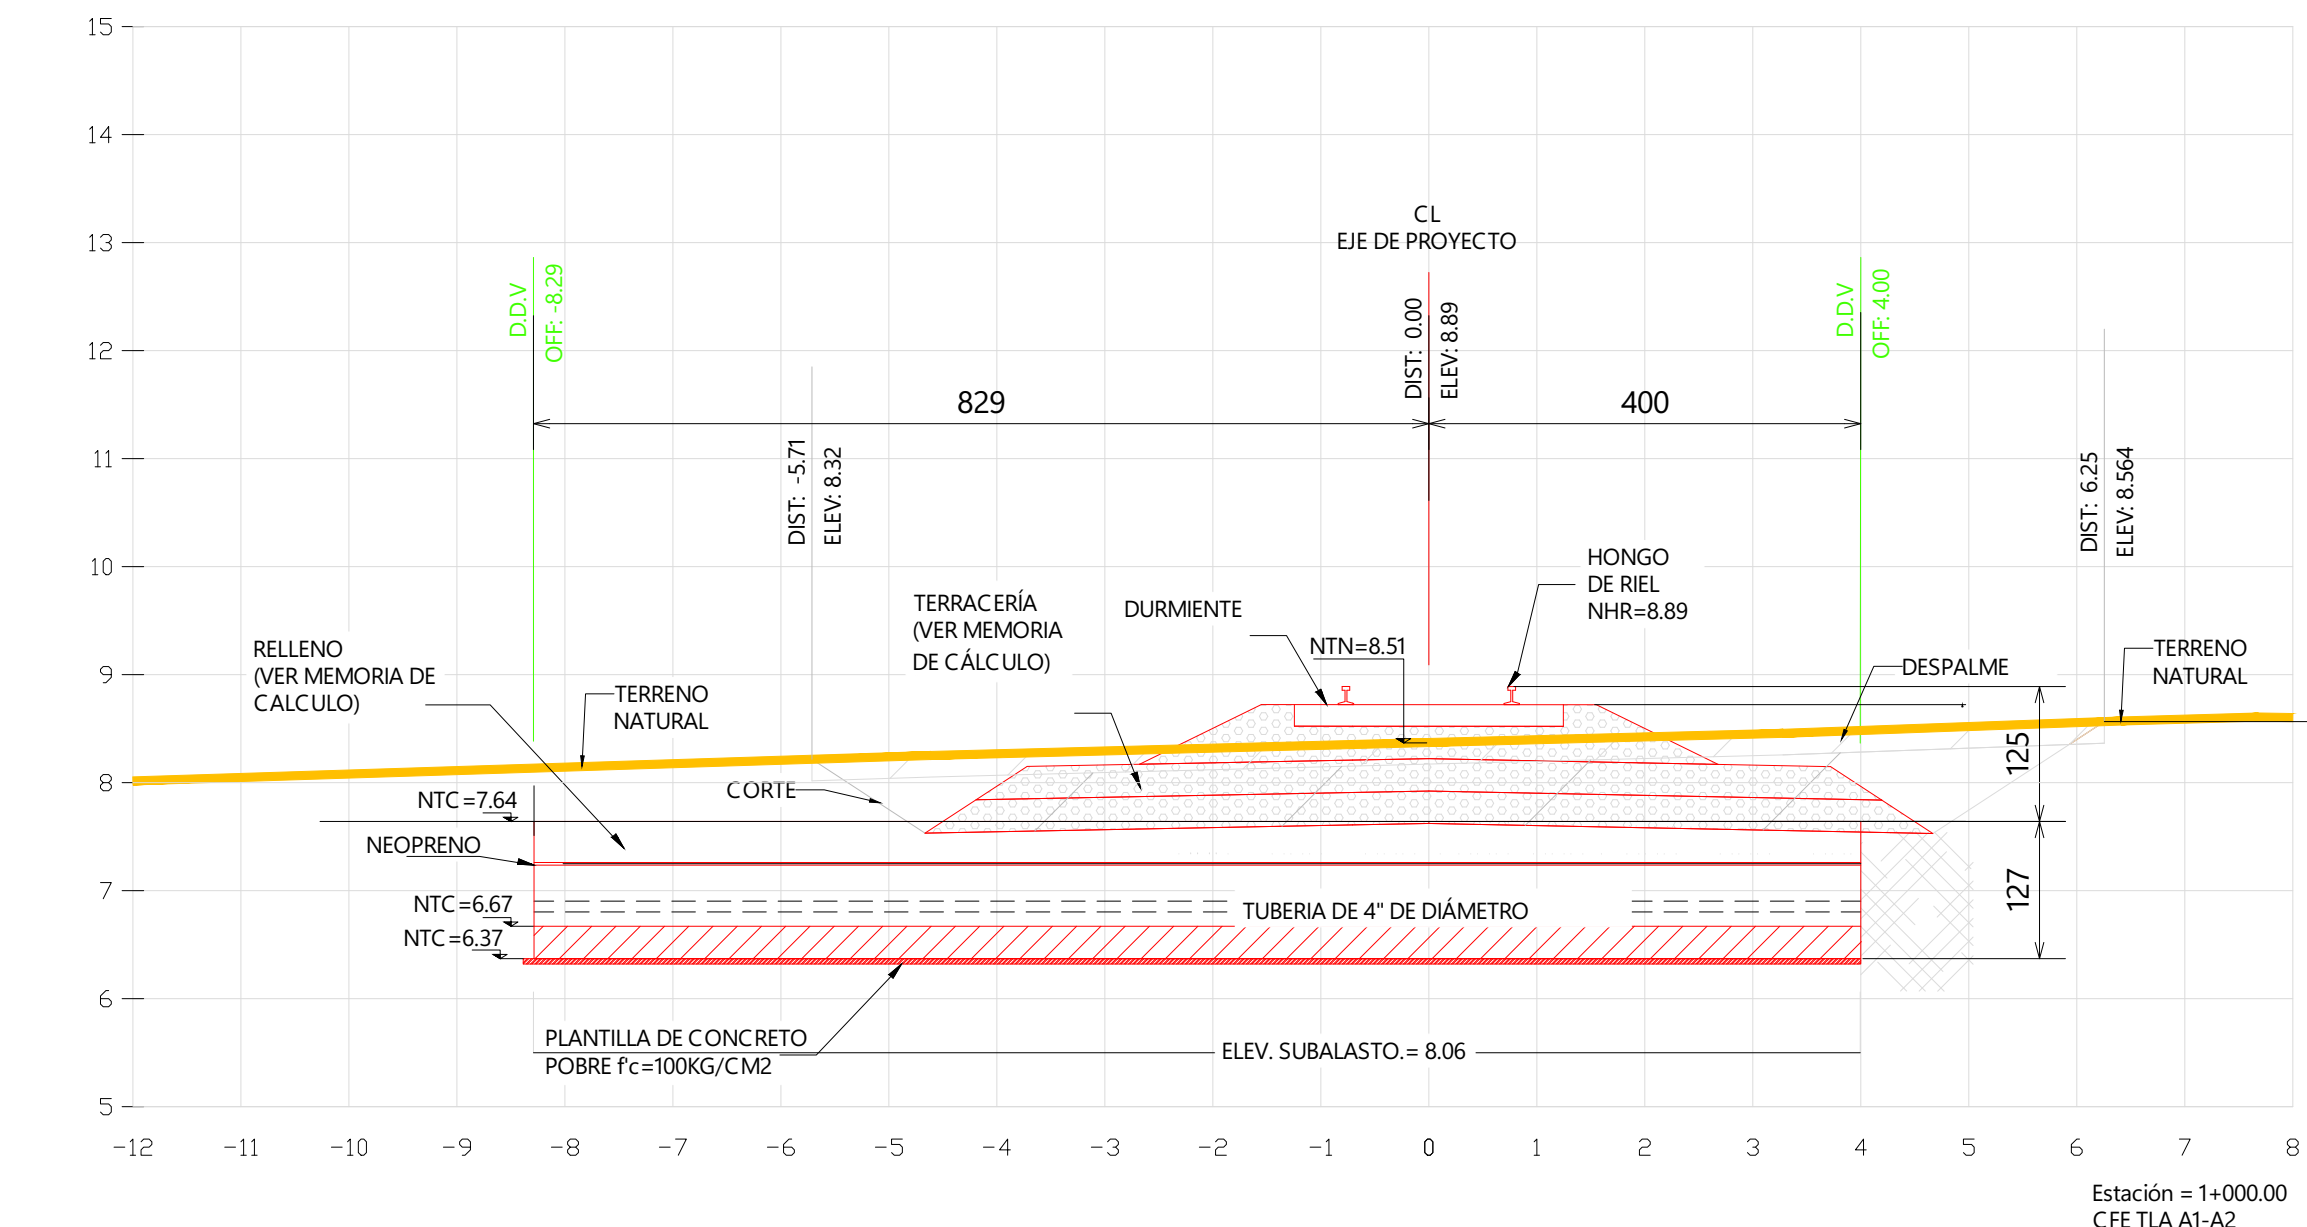 15
14
13
12
11
10
9
8
7
6
5
CL
EJE DE PROYECTO
D.D.V
OFF: -8.29
DIST: 0.00
ELEV: 8.89
D.D.V
OFF: 4.00
829
400
DIST: -5.71
ELEV: 8.32
DIST: 6.25
ELEV: 8.564
HONGO
DE RIEL
NHR=8.89
TERRACERÍA
(VER MEMORIA
DE CÁLCULO)
DURMIENTE
NTN=8.51
RELLENO
(VER MEMORIA DE
CALCULO)
TERRENO
NATURAL
DESPALME
TERRENO
NATURAL
125
CORTE
NTC=7.64
NEOPRENO
127
NTC=6.67
TUBERIA DE 4" DE DIÁMETRO
NTC=6.37
PLANTILLA DE CONCRETO
POBRE f'c=100KG/CM2
ELEV. SUBALASTO.= 8.06
-12 -11 -10 -9 -8 -7 -6 -5 -4 -3 -2 -1 0 1 2 3 4 5 6 7 8
Estación = 1+000.00
CFE TLA A1-A2